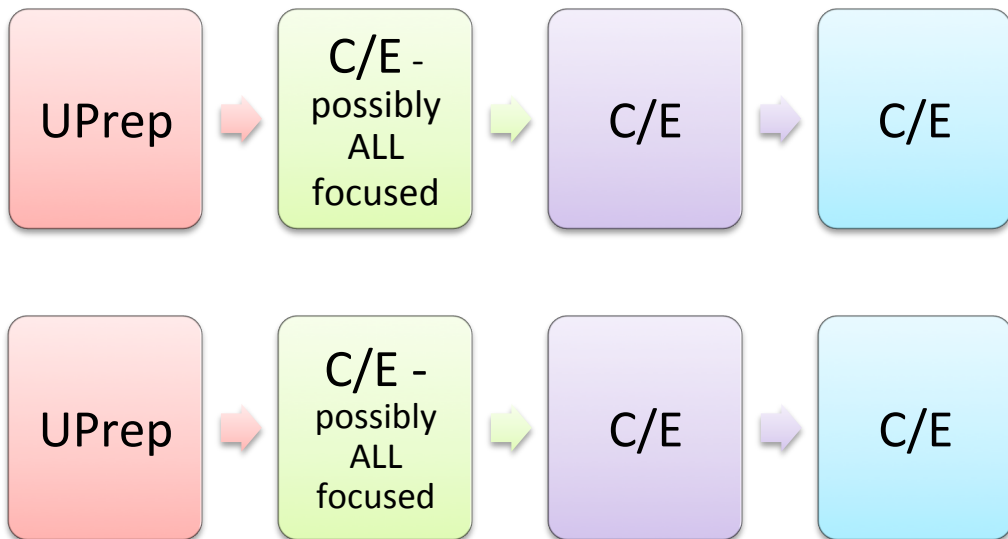 UPrep
C/E -
possibly
ALL
focused
C/E
C/E
UPrep
C/E -
possibly
ALL
focused
C/E
C/E